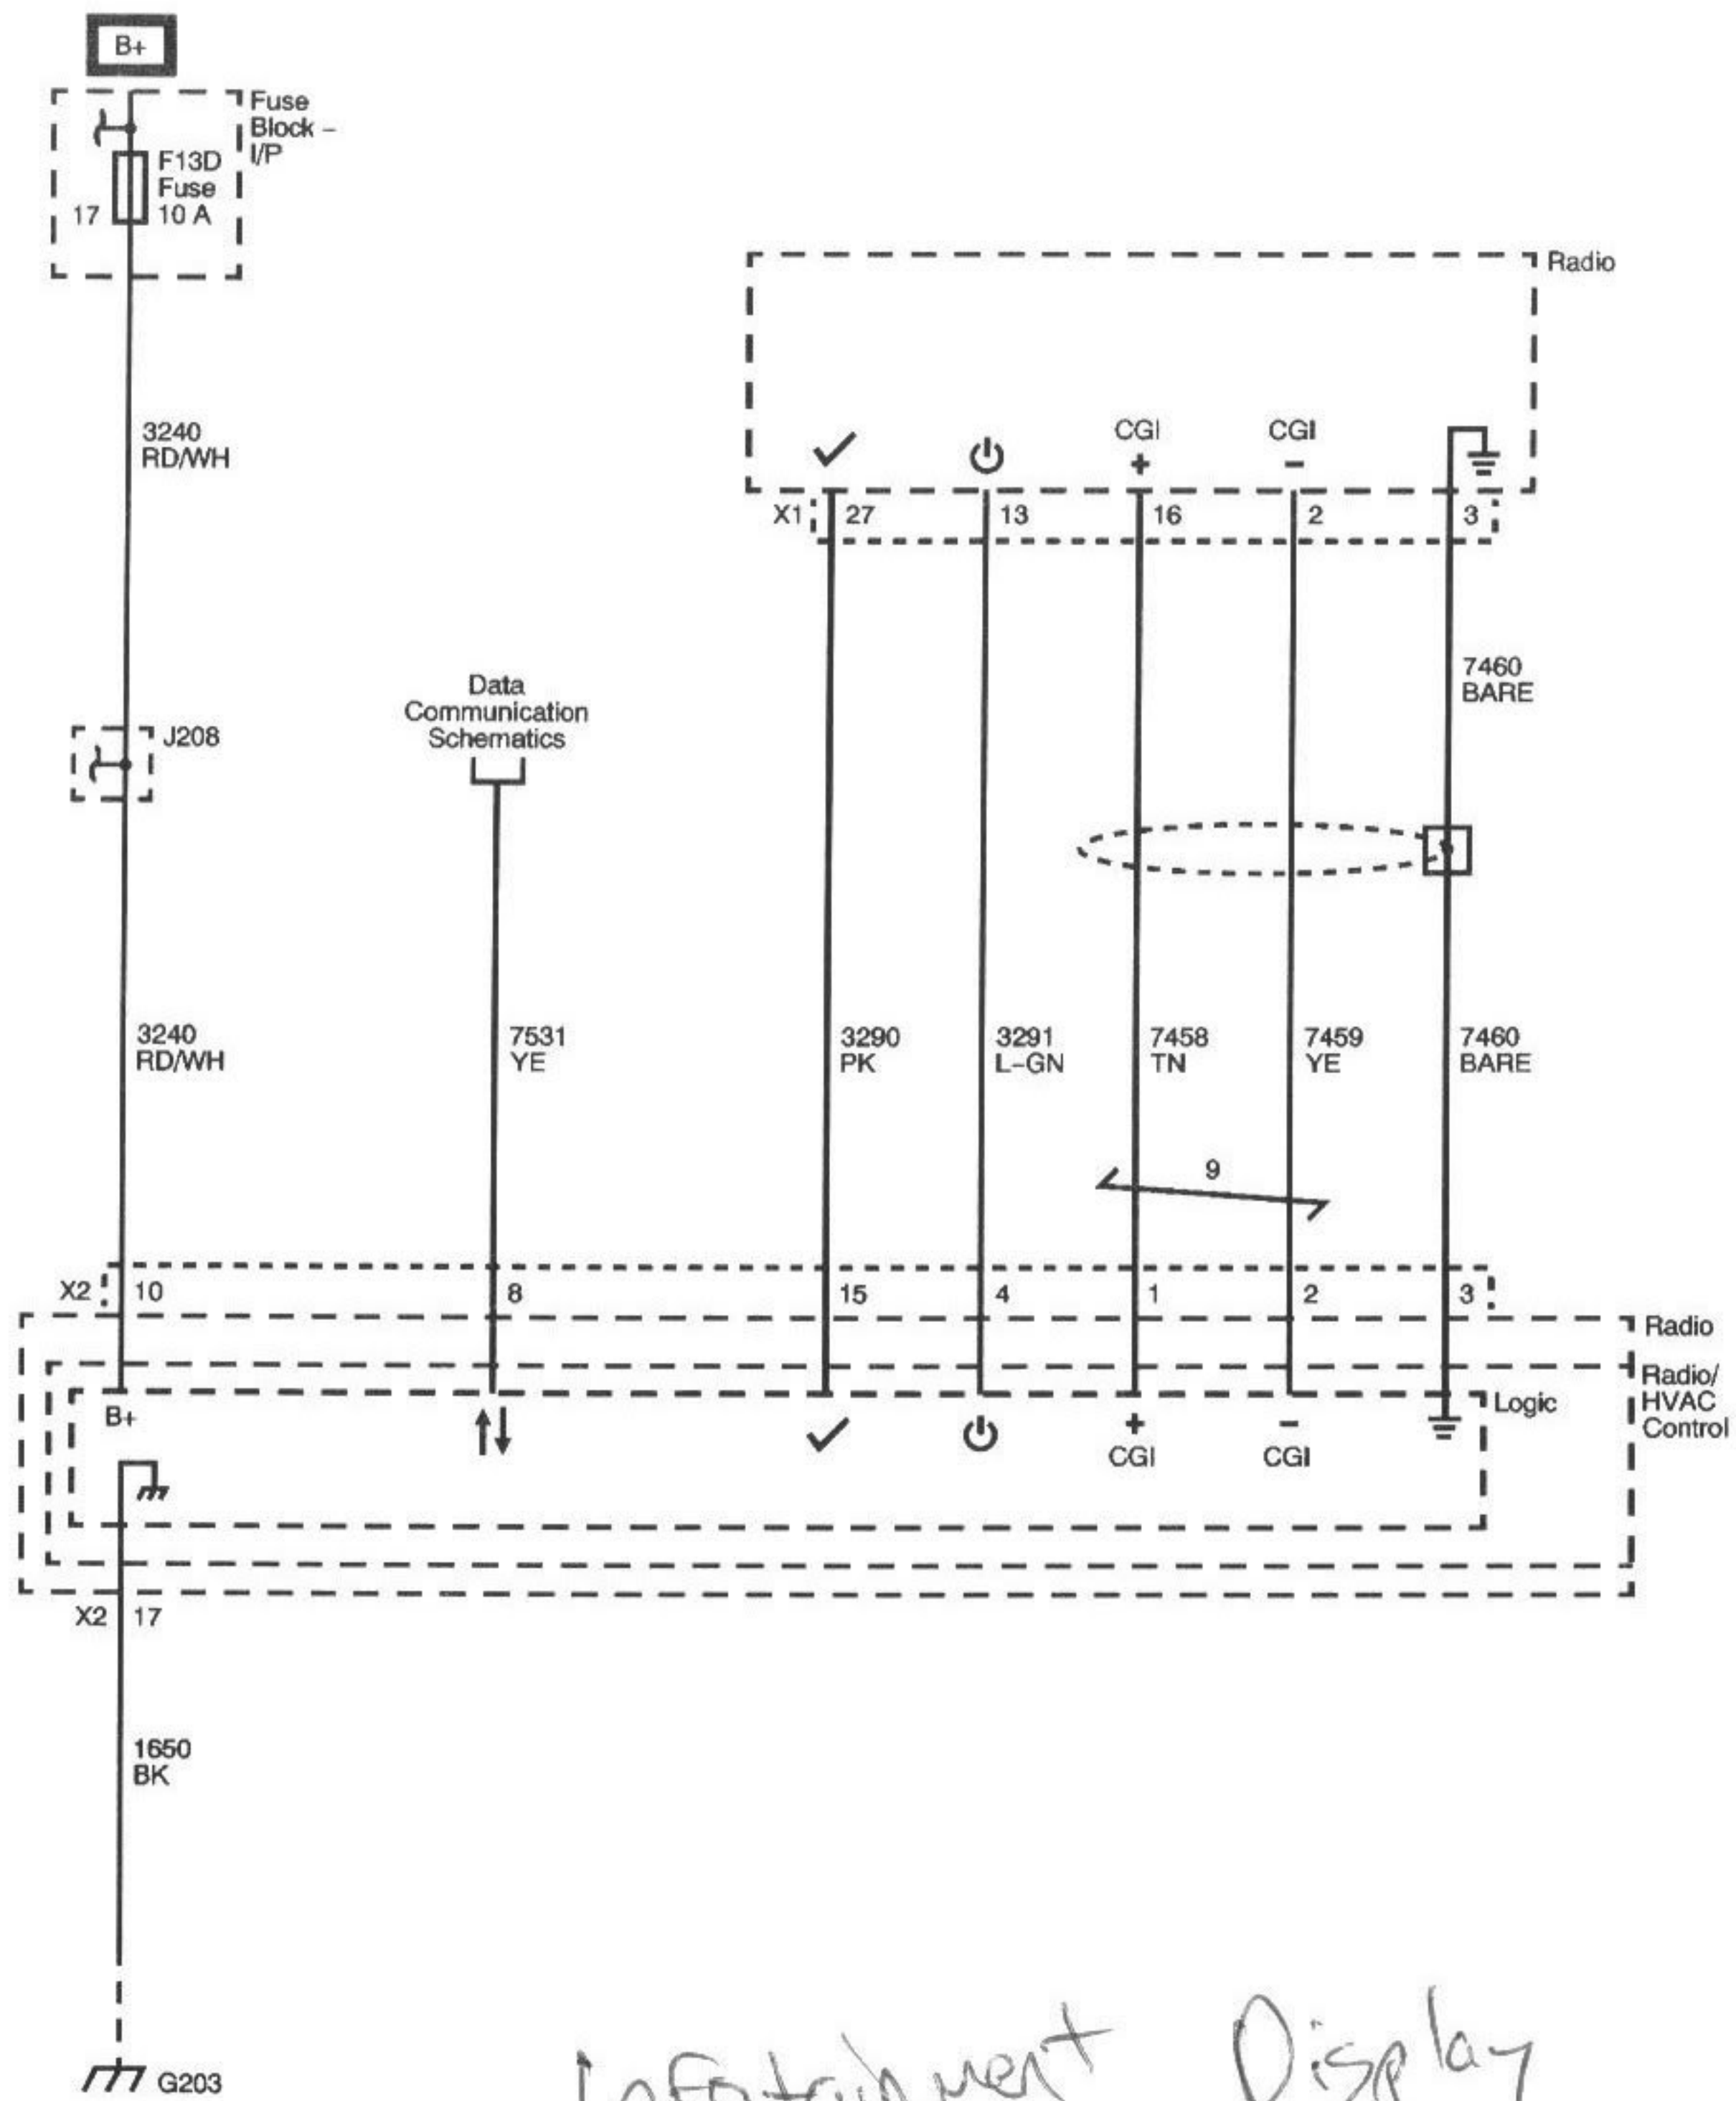 B+
Fuse
Block –
I/P
F13D
Fuse
10 A
17
Radio
3240
RD/WH
CGI
CGI
+
−
X1
27
13
16
2
3
7460
BARE
Data
Communication
Schematics
J208
3240
RD/WH
7531
YE
3290
PK
3291
L–GN
7458
TN
7459
YE
7460
BARE
9
X2
10
8
15
4
1
2
3
Radio
Radio/
HVAC
Control
Logic
B+
+
−
CGI
CGI
X2
17
1650
BK
G203
Infotainment Display